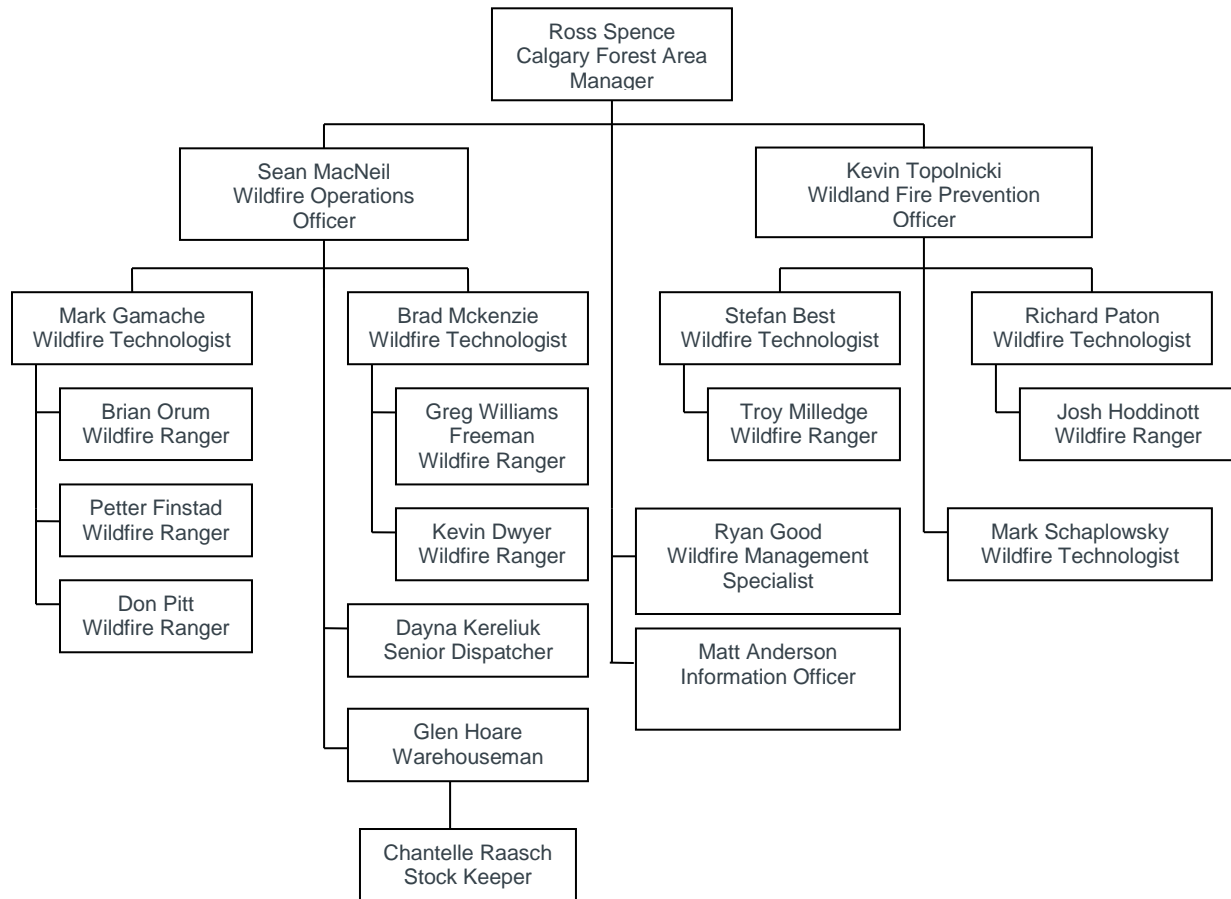 Ross Spence
Calgary Forest Area
Manager
Sean MacNeil
Wildfire Operations
Officer
Kevin Topolnicki
Wildland Fire Prevention
Officer
Mark Gamache
Wildfire Technologist
Brad Mckenzie
Wildfire Technologist
Stefan Best
Wildfire Technologist
Richard Paton
Wildfire Technologist
Brian Orum
Wildfire Ranger
Greg Williams
Freeman
Wildfire Ranger
Troy Milledge
Wildfire Ranger
Josh Hoddinott
Wildfire Ranger
Petter Finstad
Wildfire Ranger
Kevin Dwyer
Wildfire Ranger
Ryan Good
Wildfire Management
Specialist
Mark Schaplowsky
Wildfire Technologist
Don Pitt
Wildfire Ranger
Dayna Kereliuk
Senior Dispatcher
Matt Anderson
Information Officer
Glen Hoare
Warehouseman
Chantelle Raasch
Stock Keeper